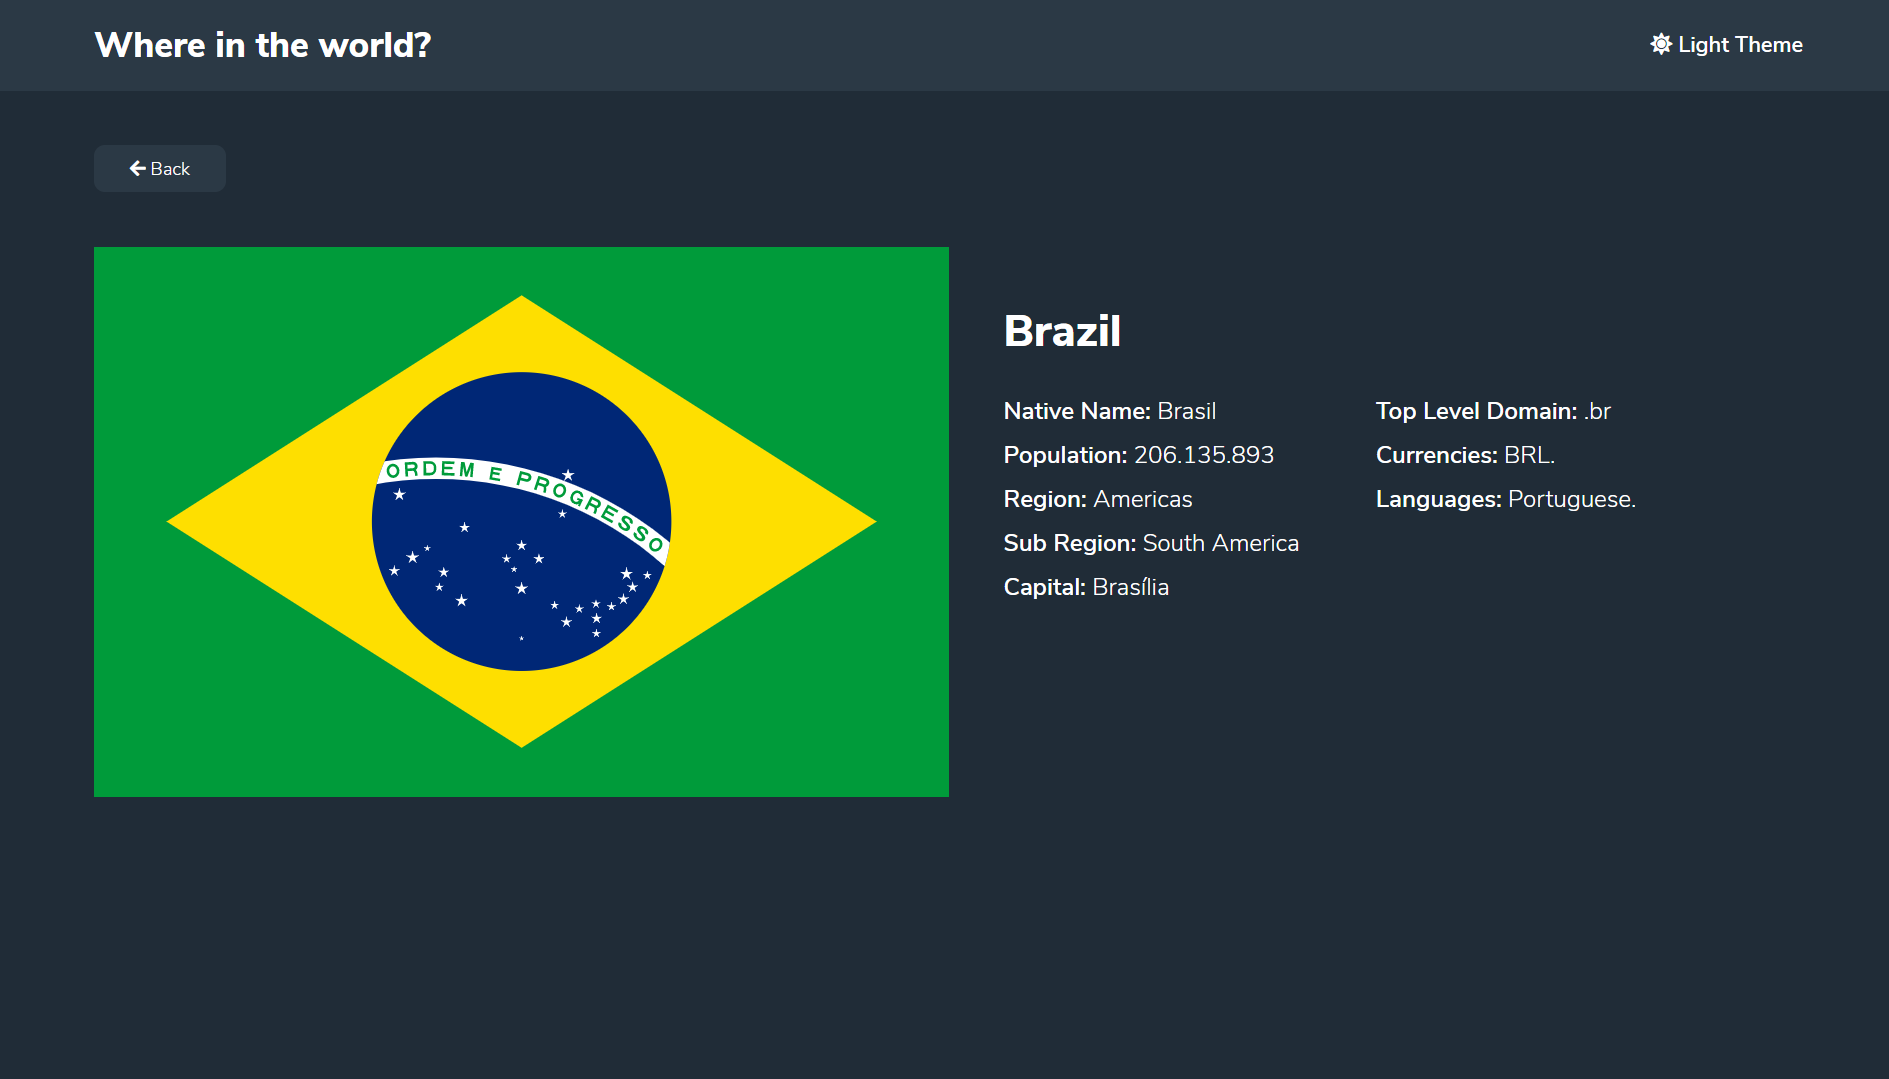 Where in the world?
Light Theme
Back
ORDEM E PROGRESSO
Brazil
Native Name: Brasil
Population: 206.135.893
Region: Americas
Sub Region: South America
Capital: Brasília
Top Level Domain: .br
Currencies: BRL.
Languages: Portuguese.